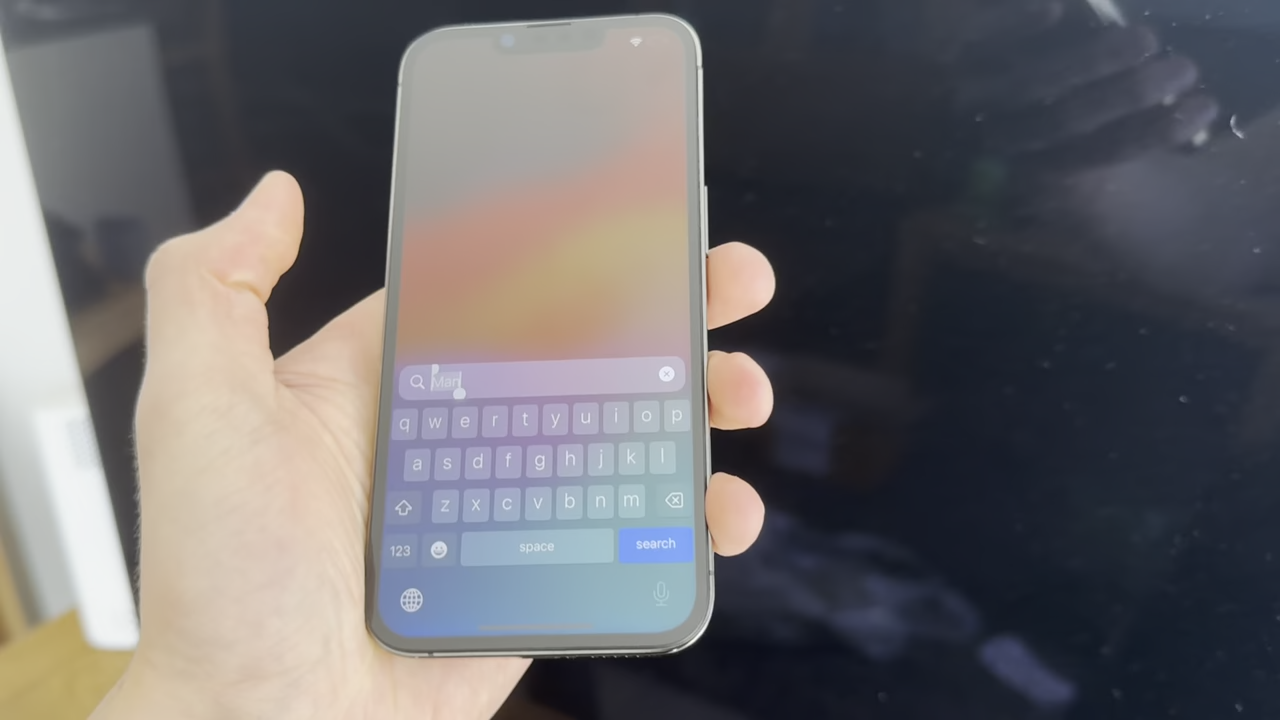 Man
q w e r t y u i o p
a s d f g h j k l
z x c v b n m
123 space search